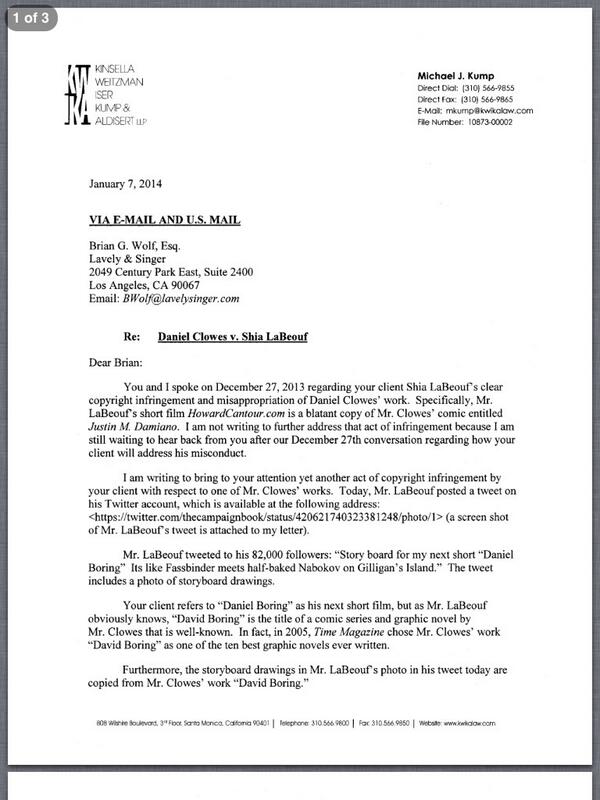 1 of 3
KINSELLA
WEITZMAN
ISER
KUMP &
ALDISERT LLP
Michael J. Kump
Direct Dial: (310) 566-9855
Direct Fax: (310) 566-9865
E-Mail: mkump@kwikalaw.com
File Number: 10873-00002
January 7, 2014
VIA E-MAIL AND U.S. MAIL
Brian G. Wolf, Esq.
Lavely & Singer
2049 Century Park East, Suite 2400
Los Angeles, CA 90067
Email: BWolf@lavelysinger.com
Re: Daniel Clowes v. Shia LaBeouf
Dear Brian:
You and I spoke on December 27, 2013 regarding your client Shia LaBeouf's clear
copyright infringement and misappropriation of Daniel Clowes' work. Specifically, Mr.
LaBeouf's short film HowardCantour.com is a blatant copy of Mr. Clowes' comic entitled
Justin M. Damiano. I am not writing to further address that act of infringement because I am
still waiting to hear back from you after our December 27th conversation regarding how your
client will address his misconduct.
I am writing to bring to your attention yet another act of copyright infringement by
your client with respect to one of Mr. Clowes' works. Today, Mr. LaBeouf posted a tweet on
his Twitter account, which is available at the following address:
<https://twitter.com/thecampaignbook/status/420621740323381248/photo/1> (a screen shot
of Mr. LaBeouf's tweet is attached to my letter).
Mr. LaBeouf tweeted to his 82,000 followers: "Story board for my next short "Daniel
Boring" Its like Fassbinder meets half-baked Nabokov on Gilligan's Island." The tweet
includes a photo of storyboard drawings.
Your client refers to "Daniel Boring" as his next short film, but as Mr. LaBeouf
obviously knows, "David Boring" is the title of a comic series and graphic novel by
Mr. Clowes that is well-known. In fact, in 2005, Time Magazine chose Mr. Clowes' work
"David Boring" as one of the ten best graphic novels ever written.
Furthermore, the storyboard drawings in Mr. LaBeouf's photo in his tweet today are
copied from Mr. Clowes' work "David Boring."
808 Wilshire Boulevard, 3rd Floor, Santa Monica, California 90401 | Telephone: 310.566.9800 | Fax: 310.566.9850 | Website: www.kwikalaw.com